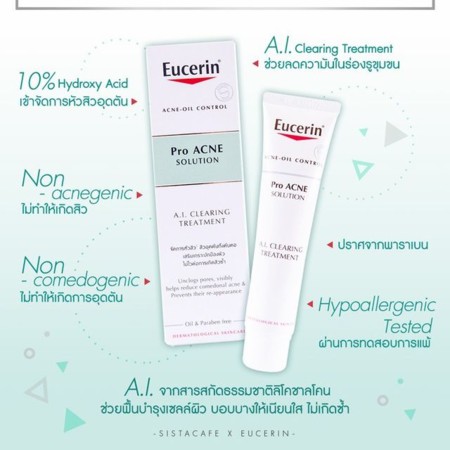 A.I. Clearing Treatment
ช่วยลดความมันในร่องรูขุมขน
10% Hydroxy Acid
เข้าจัดการหัวสิวอุดตัน
Non
- acnegenic
ไม่ทำให้เกิดสิว
Non
- comedogenic
ไม่ทำให้เกิดการอุดตัน
Eucerin
ACNE-OIL CONTROL
Pro ACNE
SOLUTION
A.I. CLEARING
TREATMENT
Unclogs pores, visibly
helps reduce comedonal acne &
Prevents their re-appearance
Oil & Paraben-free
DERMATOLOGICAL SKINCARE
Eucerin
ACNE-OIL CONTROL
Pro ACNE
SOLUTION
A.I. CLEARING
TREATMENT
ปราศจากพาราเบน
Hypoallergenic
Tested
ผ่านการทดสอบการแพ้
A.I. จากสารสกัดธรรมชาติลิโคชาลโคน
ช่วยฟื้นบำรุงเซลล์ผิว บอบบางให้เนียนใส ไม่เกิดซ้ำ
-SISTACAFE X EUCERIN-